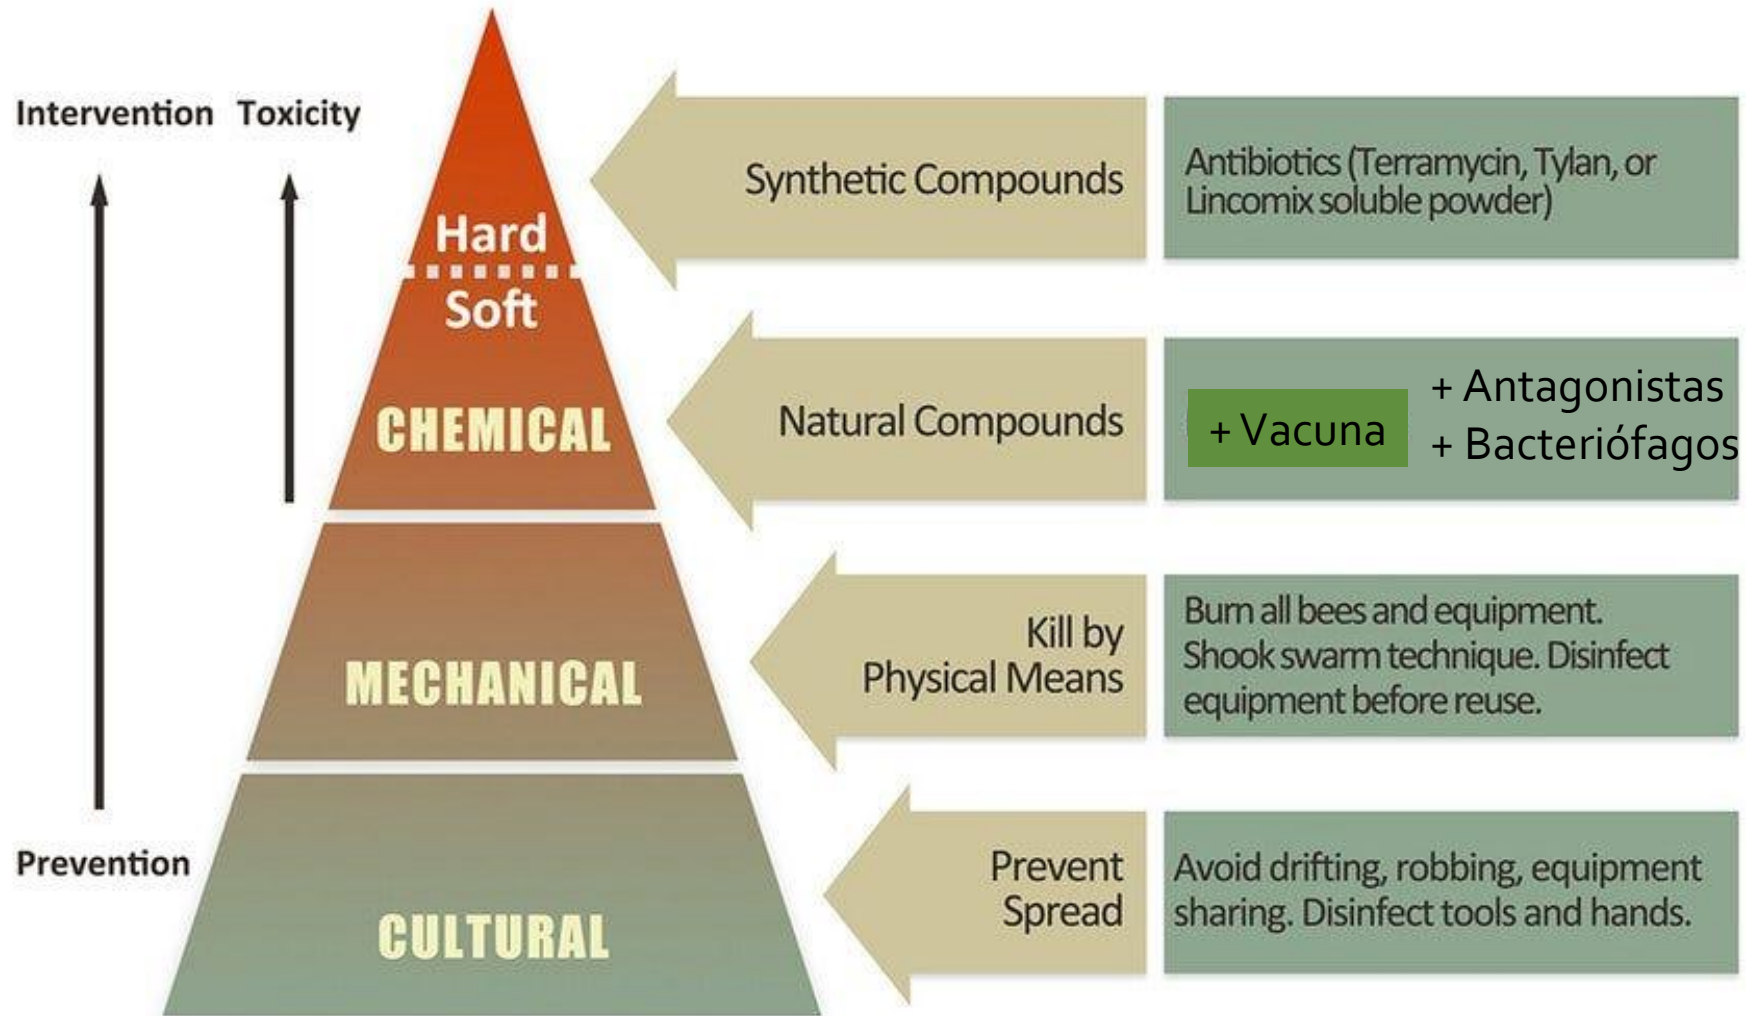 Intervention Toxicity
Prevention
Hard
Soft
CHEMICAL
MECHANICAL
CULTURAL
Synthetic Compounds
Antibiotics (Terramycin, Tylan, or
Lincomix soluble powder)
Natural Compounds
+ Vacuna
+ Antagonistas
+ Bacteriófagos
Kill by
Physical Means
Burn all bees and equipment.
Shook swarm technique. Disinfect
equipment before reuse.
Prevent
Spread
Avoid drifting, robbing, equipment
sharing. Disinfect tools and hands.